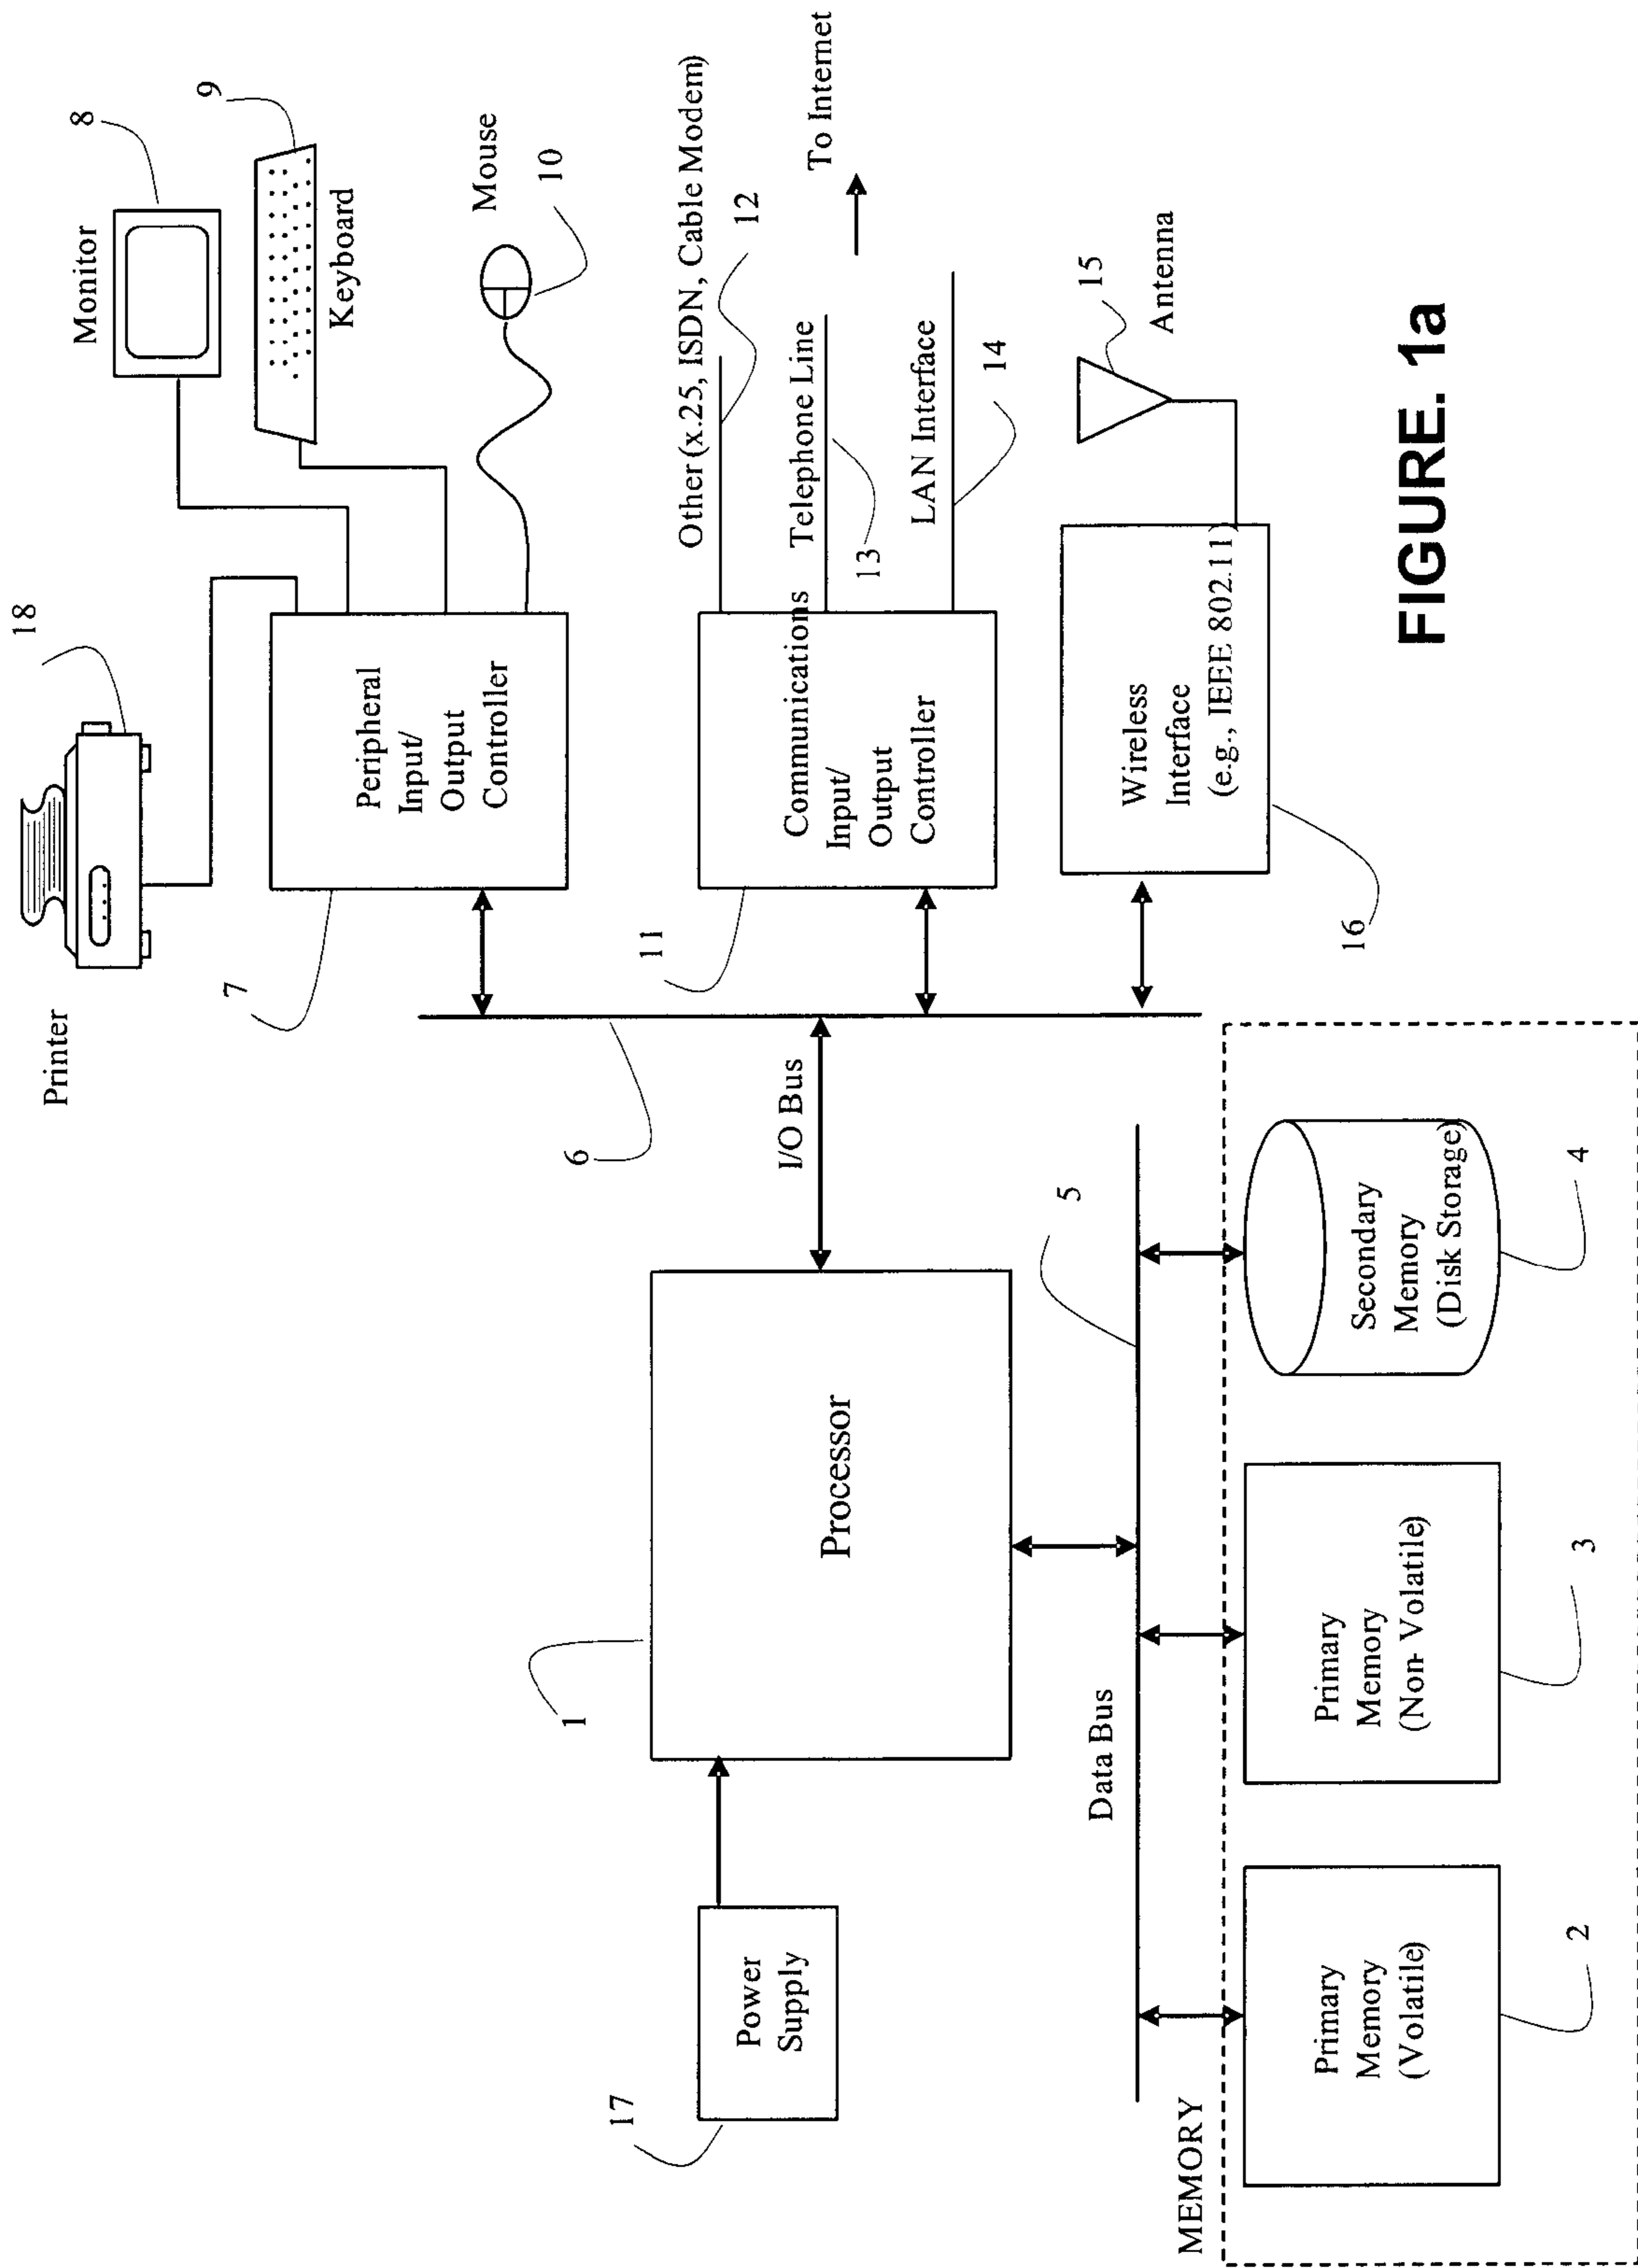 Printer
18
Monitor
8
9
Keyboard
7
Peripheral
Input/
Output
Controller
Mouse
10
6
I/O Bus
11
Communications
Input/
Output
Controller
Other (x.25, ISDN, Cable Modem)
12
Telephone Line
13
To Internet
LAN Interface
14
Wireless
Interface
(e.g., IEEE 802.11)
16
15
Antenna
1
Processor
17
Power
Supply
5
Data Bus
MEMORY
Primary
Memory
(Volatile)
2
Primary
Memory
(Non- Volatile)
3
Secondary
Memory
(Disk Storage)
4
FIGURE. 1a